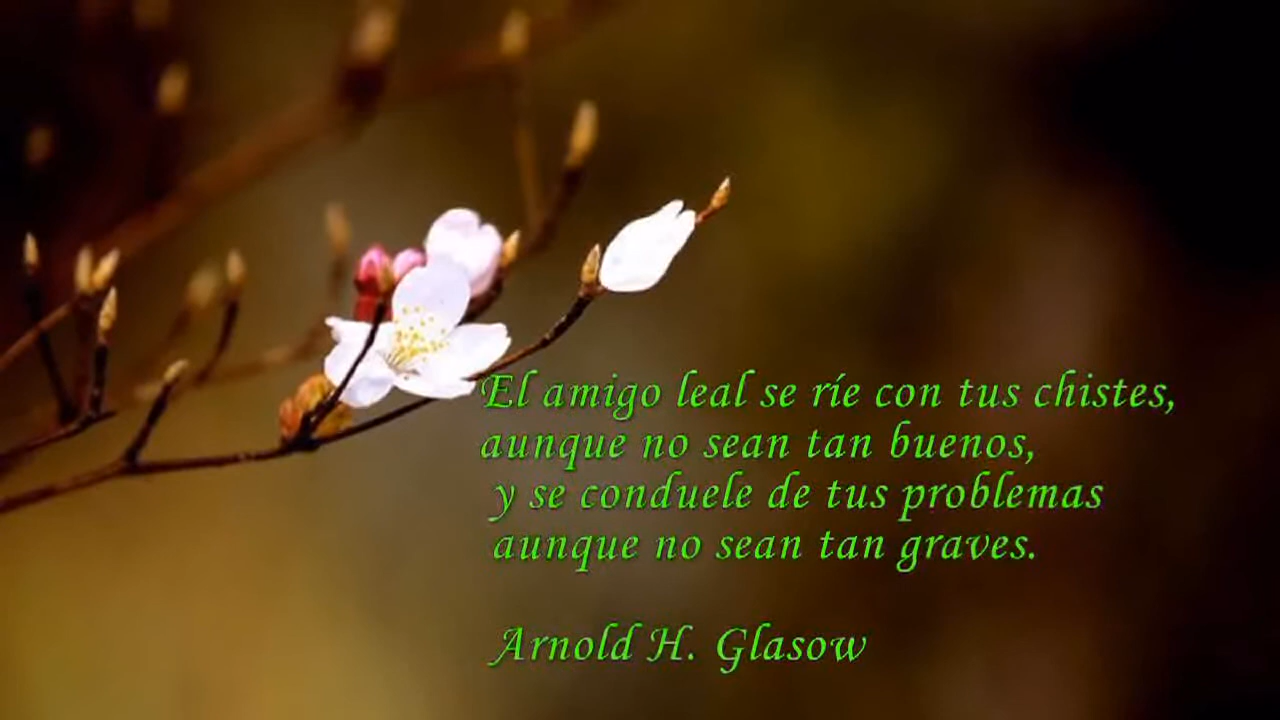 El amigo leal se ríe con tus chistes,
aunque no sean tan buenos,
y se conduele de tus problemas
aunque no sean tan graves.
Arnold H. Glasow